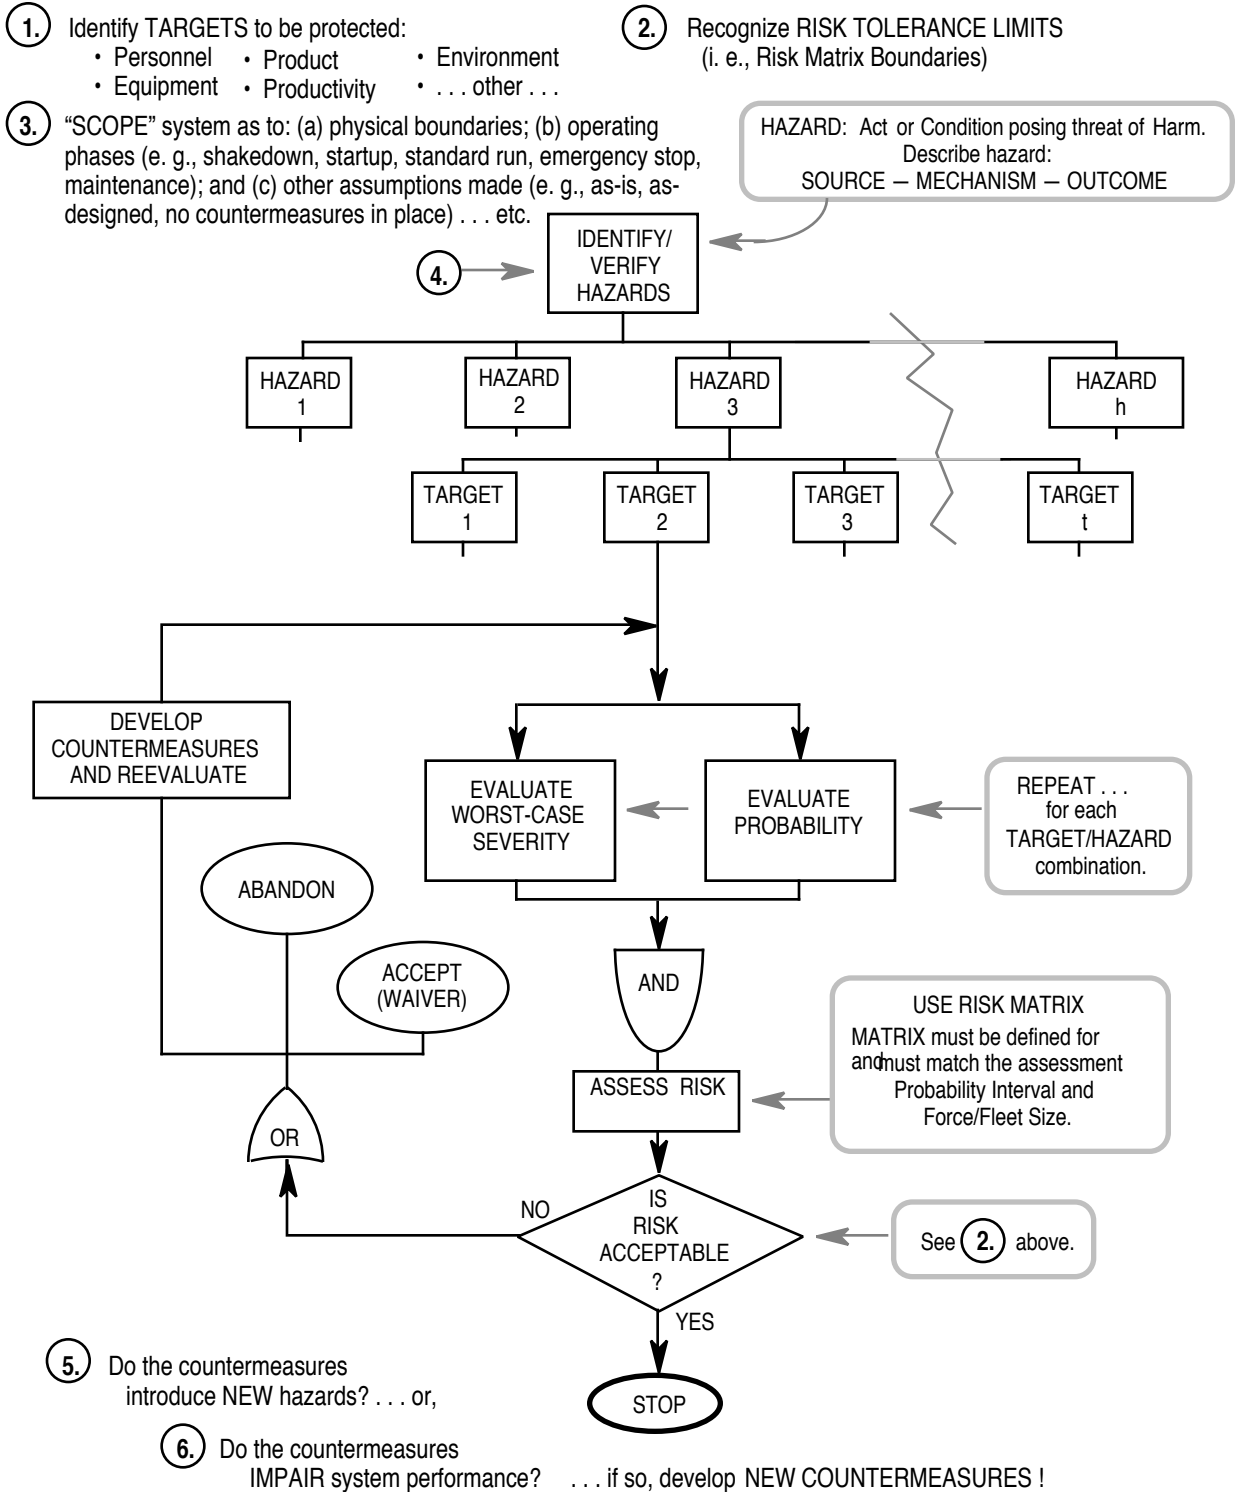 1. Identify TARGETS to be protected:
• Personnel • Product • Environment
• Equipment • Productivity • . . . other . . .
2. Recognize RISK TOLERANCE LIMITS
(i. e., Risk Matrix Boundaries)
3. “SCOPE” system as to: (a) physical boundaries; (b) operating
phases (e. g., shakedown, startup, standard run, emergency stop,
maintenance); and (c) other assumptions made (e. g., as-is, as-
designed, no countermeasures in place) . . . etc.
HAZARD: Act or Condition posing threat of Harm.
Describe hazard:
SOURCE — MECHANISM — OUTCOME
4.
IDENTIFY/
VERIFY
HAZARDS
HAZARD
1
HAZARD
2
HAZARD
3
HAZARD
h
TARGET
1
TARGET
2
TARGET
3
TARGET
t
DEVELOP
COUNTERMEASURES
AND REEVALUATE
EVALUATE
WORST-CASE
SEVERITY
EVALUATE
PROBABILITY
REPEAT . . .
for each
TARGET/HAZARD
combination.
ABANDON
ACCEPT
(WAIVER)
AND
USE RISK MATRIX
MATRIX must be defined for
and must match the assessment
Probability Interval and
Force/Fleet Size.
ASSESS RISK
OR
NO
IS
RISK
ACCEPTABLE
?
See 2. above.
YES
STOP
5. Do the countermeasures
introduce NEW hazards? . . . or,
6. Do the countermeasures
IMPAIR system performance? . . . if so, develop NEW COUNTERMEASURES !